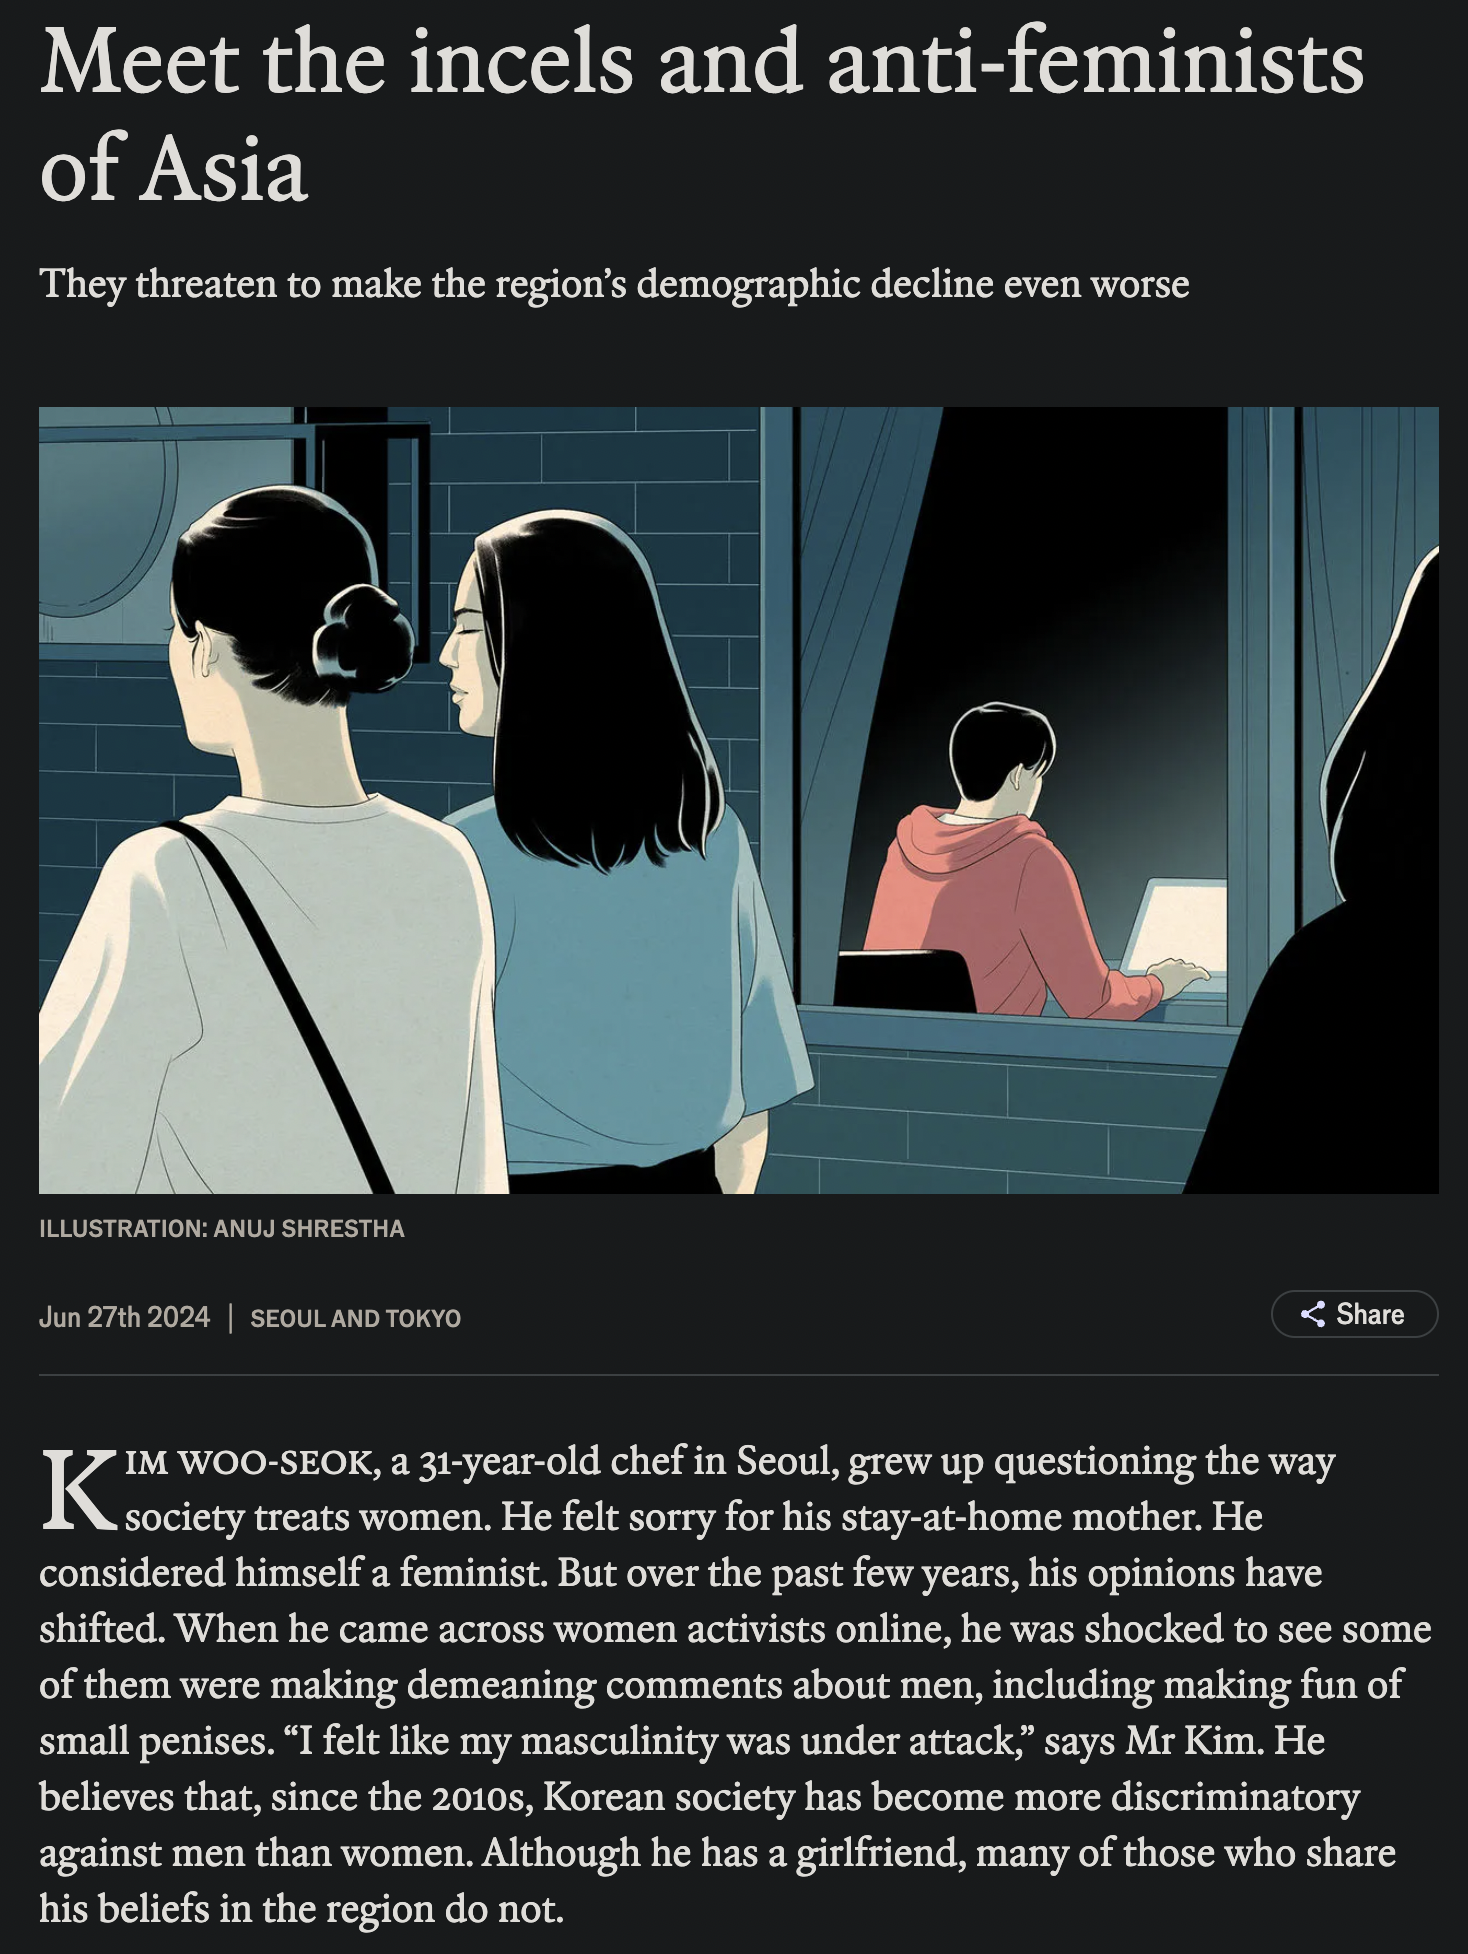 Meet the incels and anti-feminists
of Asia
They threaten to make the region’s demographic decline even worse
ILLUSTRATION: ANUJ SHRESTHA
Jun 27th 2024 | SEOUL AND TOKYO
Share
KIM WOO-SEOK, a 31-year-old chef in Seoul, grew up questioning the way
society treats women. He felt sorry for his stay-at-home mother. He
considered himself a feminist. But over the past few years, his opinions have
shifted. When he came across women activists online, he was shocked to see some
of them were making demeaning comments about men, including making fun of
small penises. “I felt like my masculinity was under attack,” says Mr Kim. He
believes that, since the 2010s, Korean society has become more discriminatory
against men than women. Although he has a girlfriend, many of those who share
his beliefs in the region do not.